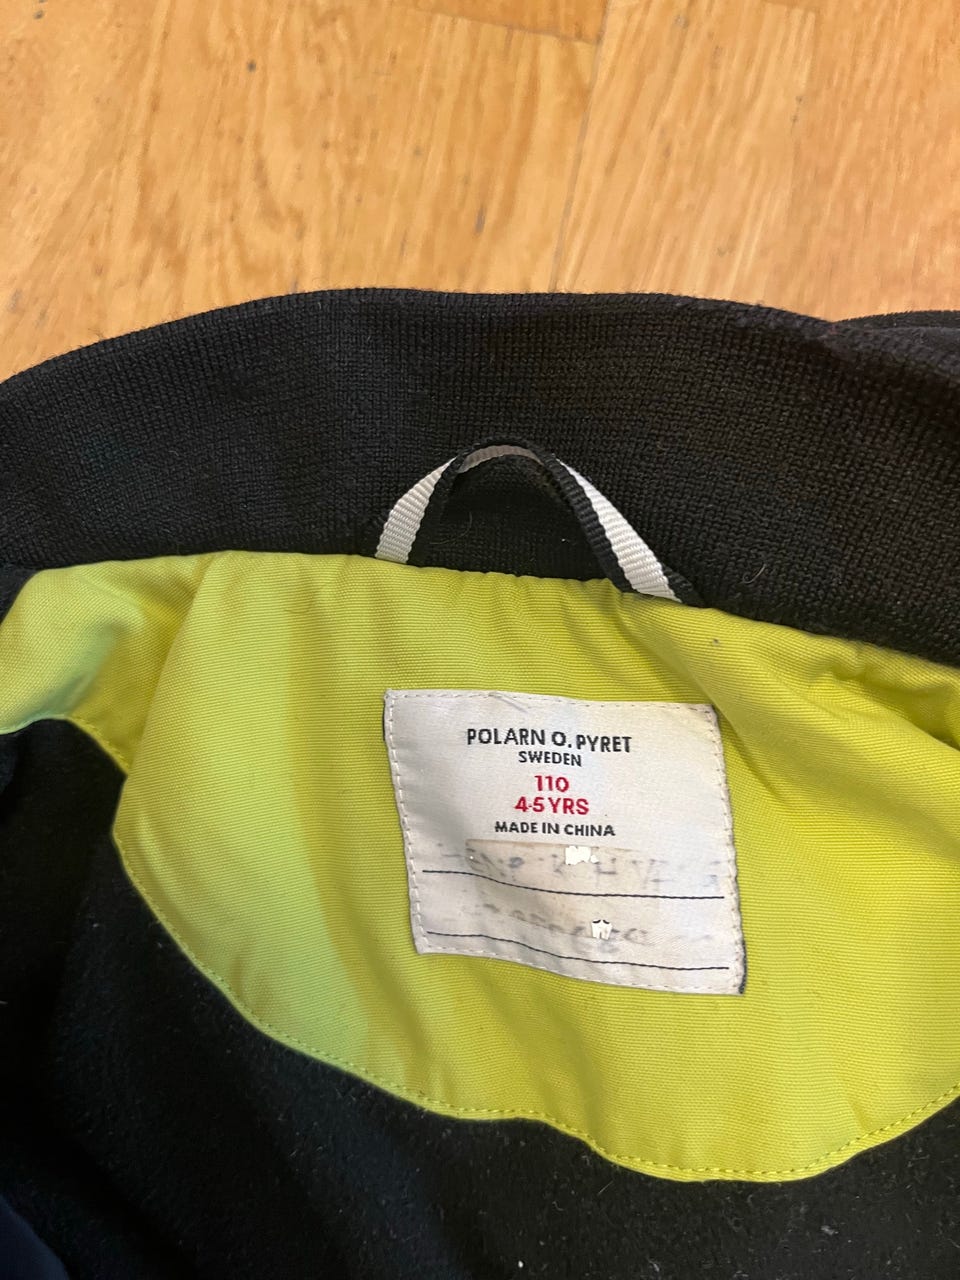 POLARN O. PYRET
SWEDEN
110
4-5 YRS
MADE IN CHINA